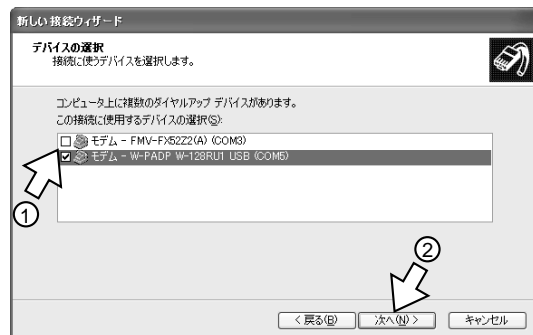 新しい接続ウィザード
デバイスの選択
接続に使うデバイスを選択します。
コンピュータ上に複数のダイヤルアップ デバイスがあります。
この接続に使用するデバイスの選択(S):
モデム - FMV-FX52Z2(A) (COM3)
モデム - W-PADP W-128RU1 USB (COM5)
1
2
< 戻る(B) 次へ(N) > キャンセル